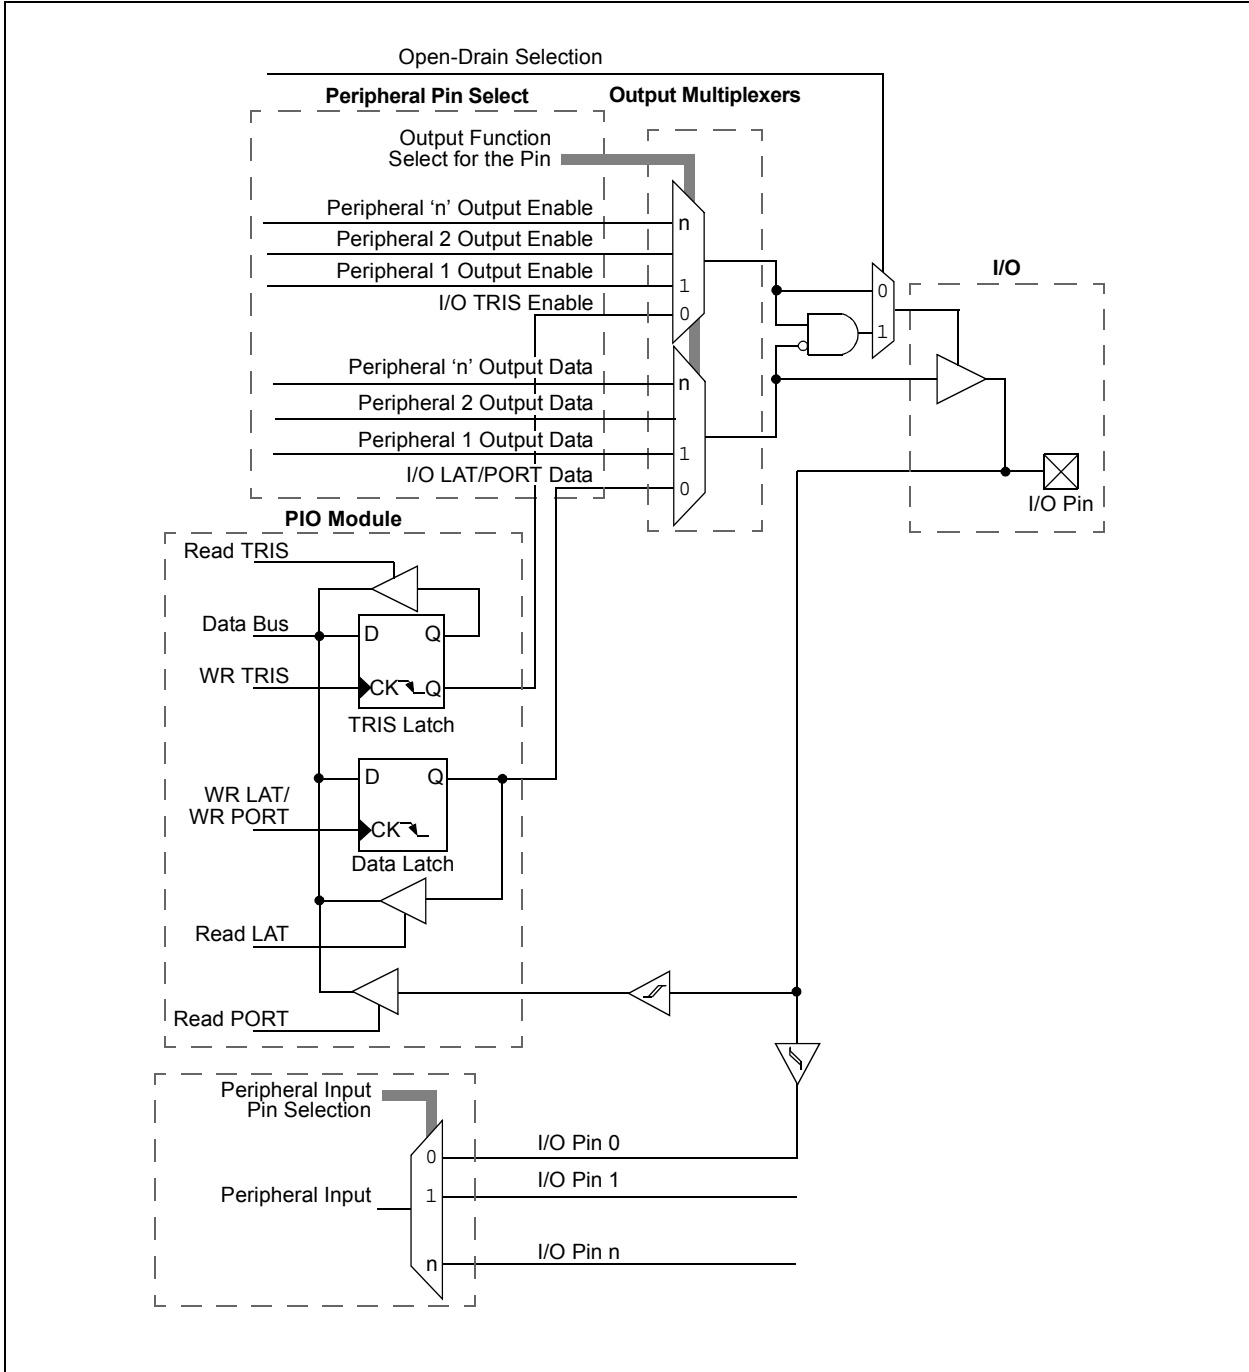 Open-Drain Selection
Peripheral Pin Select
Output Multiplexers
Output Function
Select for the Pin
Peripheral ‘n’ Output Enable
n
Peripheral 2 Output Enable
Peripheral 1 Output Enable
1
I/O TRIS Enable
0
I/O
0
1
Peripheral ‘n’ Output Data
n
Peripheral 2 Output Data
Peripheral 1 Output Data
1
I/O LAT/PORT Data
0
I/O Pin
PIO Module
Read TRIS
Data Bus
D Q
WR TRIS
CK Q
TRIS Latch
D Q
WR LAT/
WR PORT
CK
Data Latch
Read LAT
Read PORT
Peripheral Input
Pin Selection
I/O Pin 0
0
I/O Pin 1
Peripheral Input
1
I/O Pin n
n